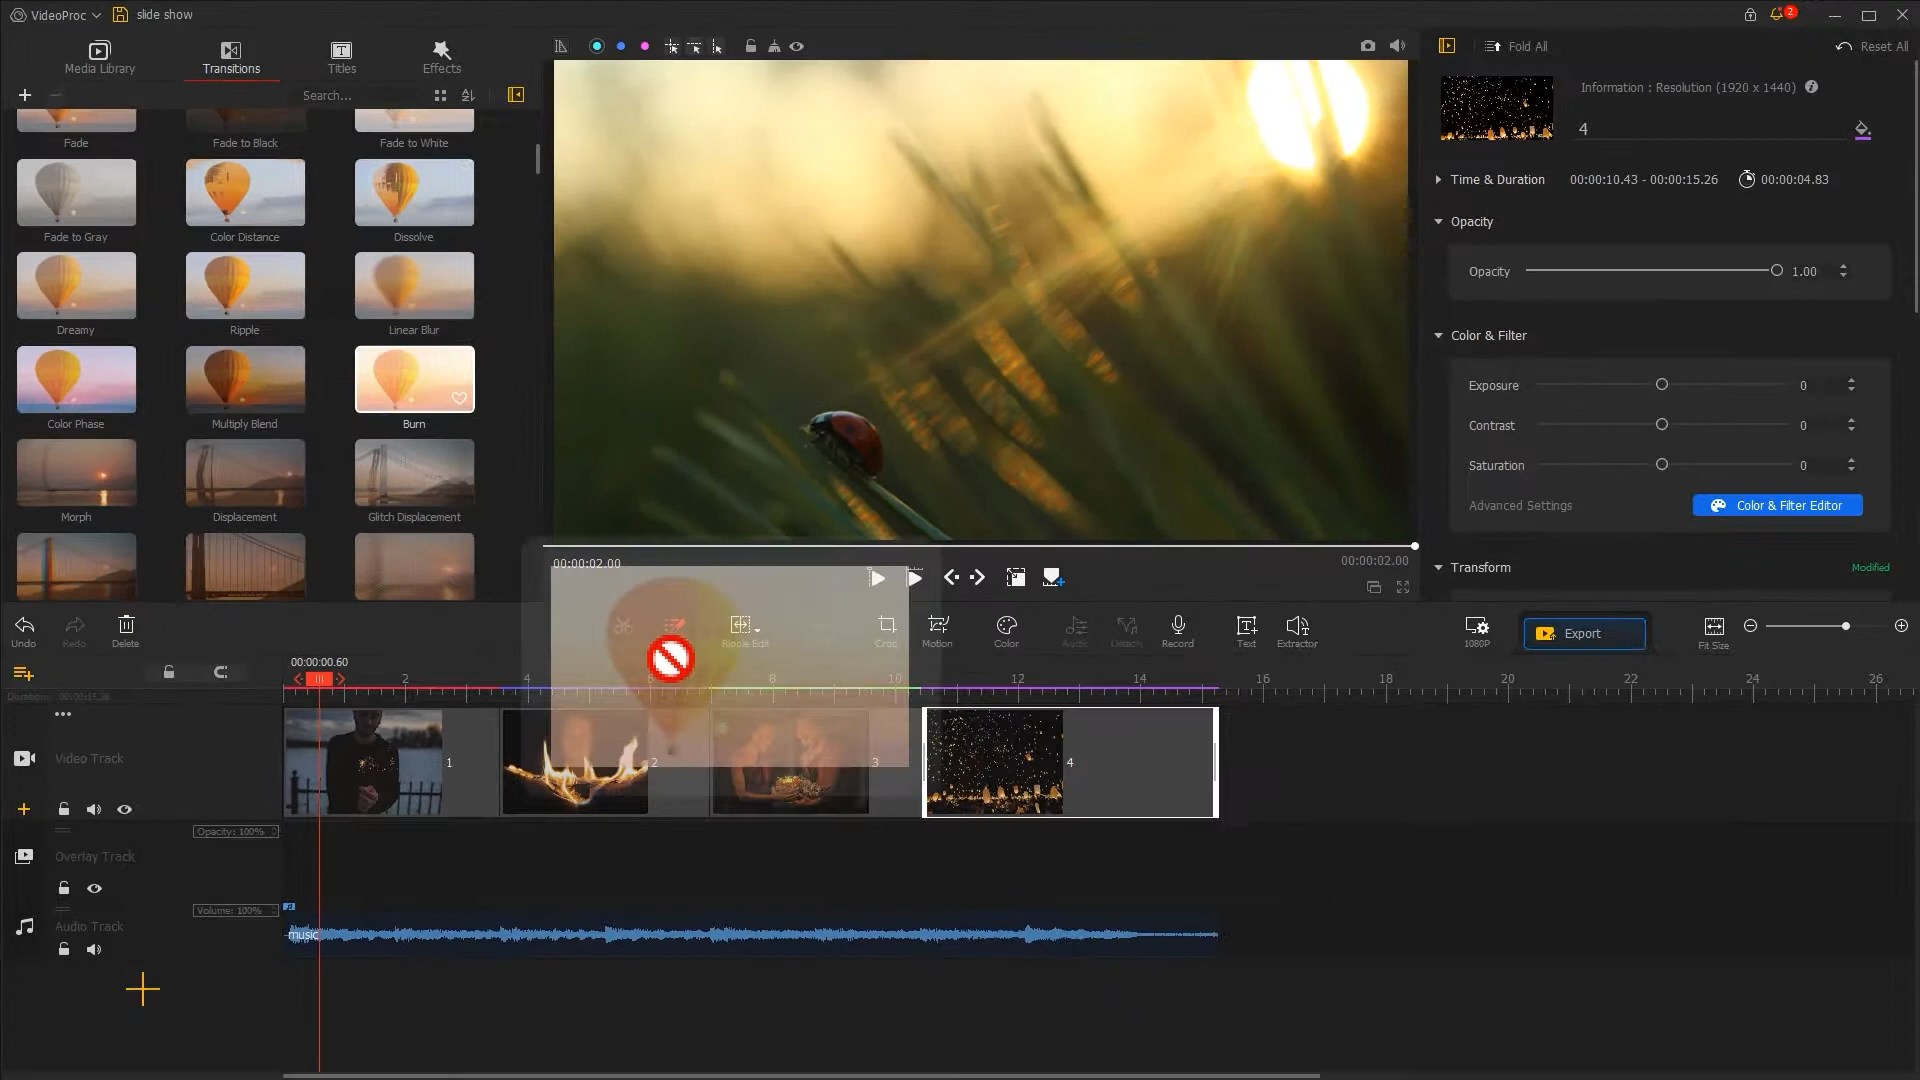 VideoProc
slide show
2
Media Library
Transitions
Titles
Effects
Search...
Fold All
Reset All
Information : Resolution (1920 x 1440)
4
Fade
Fade to Black
Fade to White
Time & Duration
00:00:10.43 - 00:00:15.26
00:00:04.83
Fade to Gray
Color Distance
Dissolve
Opacity
Opacity
1.00
Dreamy
Ripple
Linear Blur
Color & Filter
Exposure
0
Color Phase
Multiply Blend
Burn
Contrast
0
Saturation
0
Morph
Displacement
Glitch Displacement
Advanced Settings
Color & Filter Editor
00:00:02.00
00:00:02.00
Transform
Modified
Undo
Redo
Delete
Ripple Edit
Crop
Motion
Color
Audio
Detach
Record
Text
Extractor
1080P
Export
Fit Size
00:00:00.60
2
4
6
8
10
12
14
16
18
20
22
24
26
Duration: 00:00:15.26
Video Track
1
2
3
4
Opacity: 100%
Overlay Track
Volume: 100%
Audio Track
music